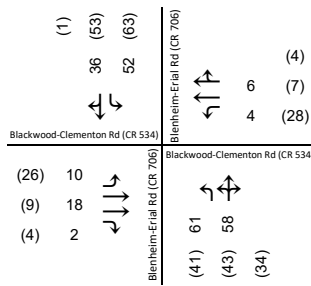 (1) (53) (63)
36 52
Blackwood-Clementon Rd (CR 534)
Blenheim-Erial Rd (CR 706)
(4)
6 (7)
4 (28)
(26) 10
(9) 18
(4) 2
Blenheim-Erial Rd (CR 706)
Blackwood-Clementon Rd (CR 534
61 58
(41) (43) (34)